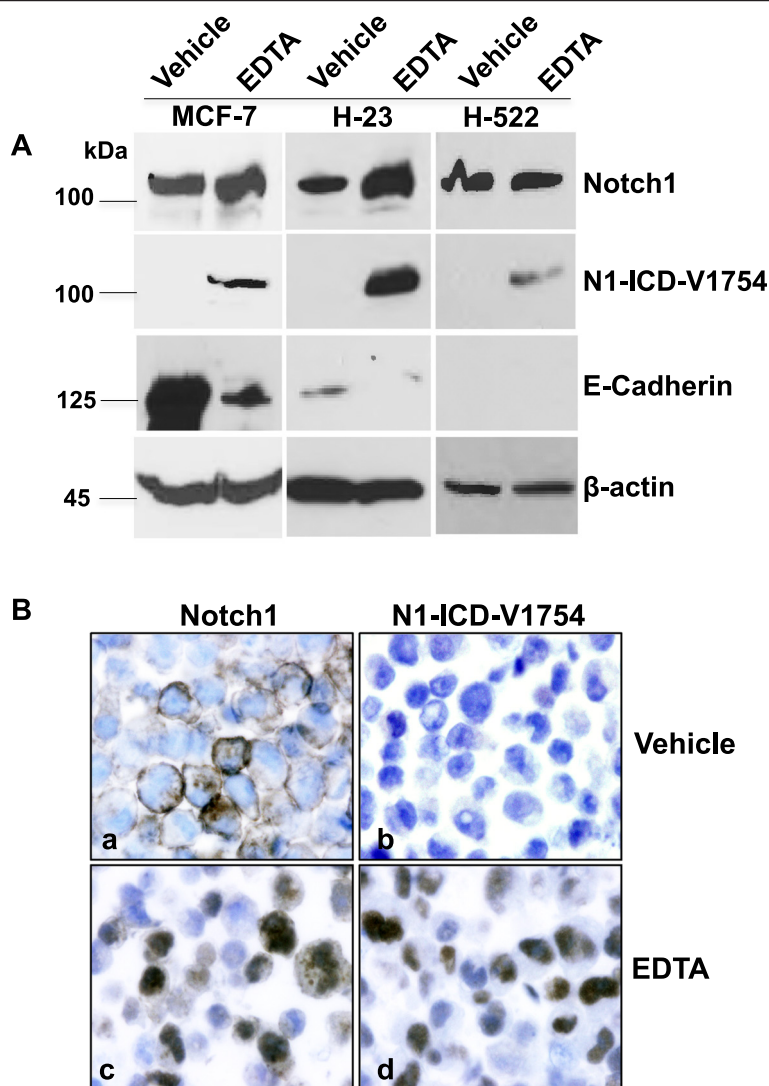 Vehicle EDTA Vehicle EDTA Vehicle EDTA
MCF-7 H-23 H-522
A kDa
100 Notch1
100 N1-ICD-V1754
125 E-Cadherin
45 β-actin
B Notch1 N1-ICD-V1754
Vehicle
a b
EDTA
c d